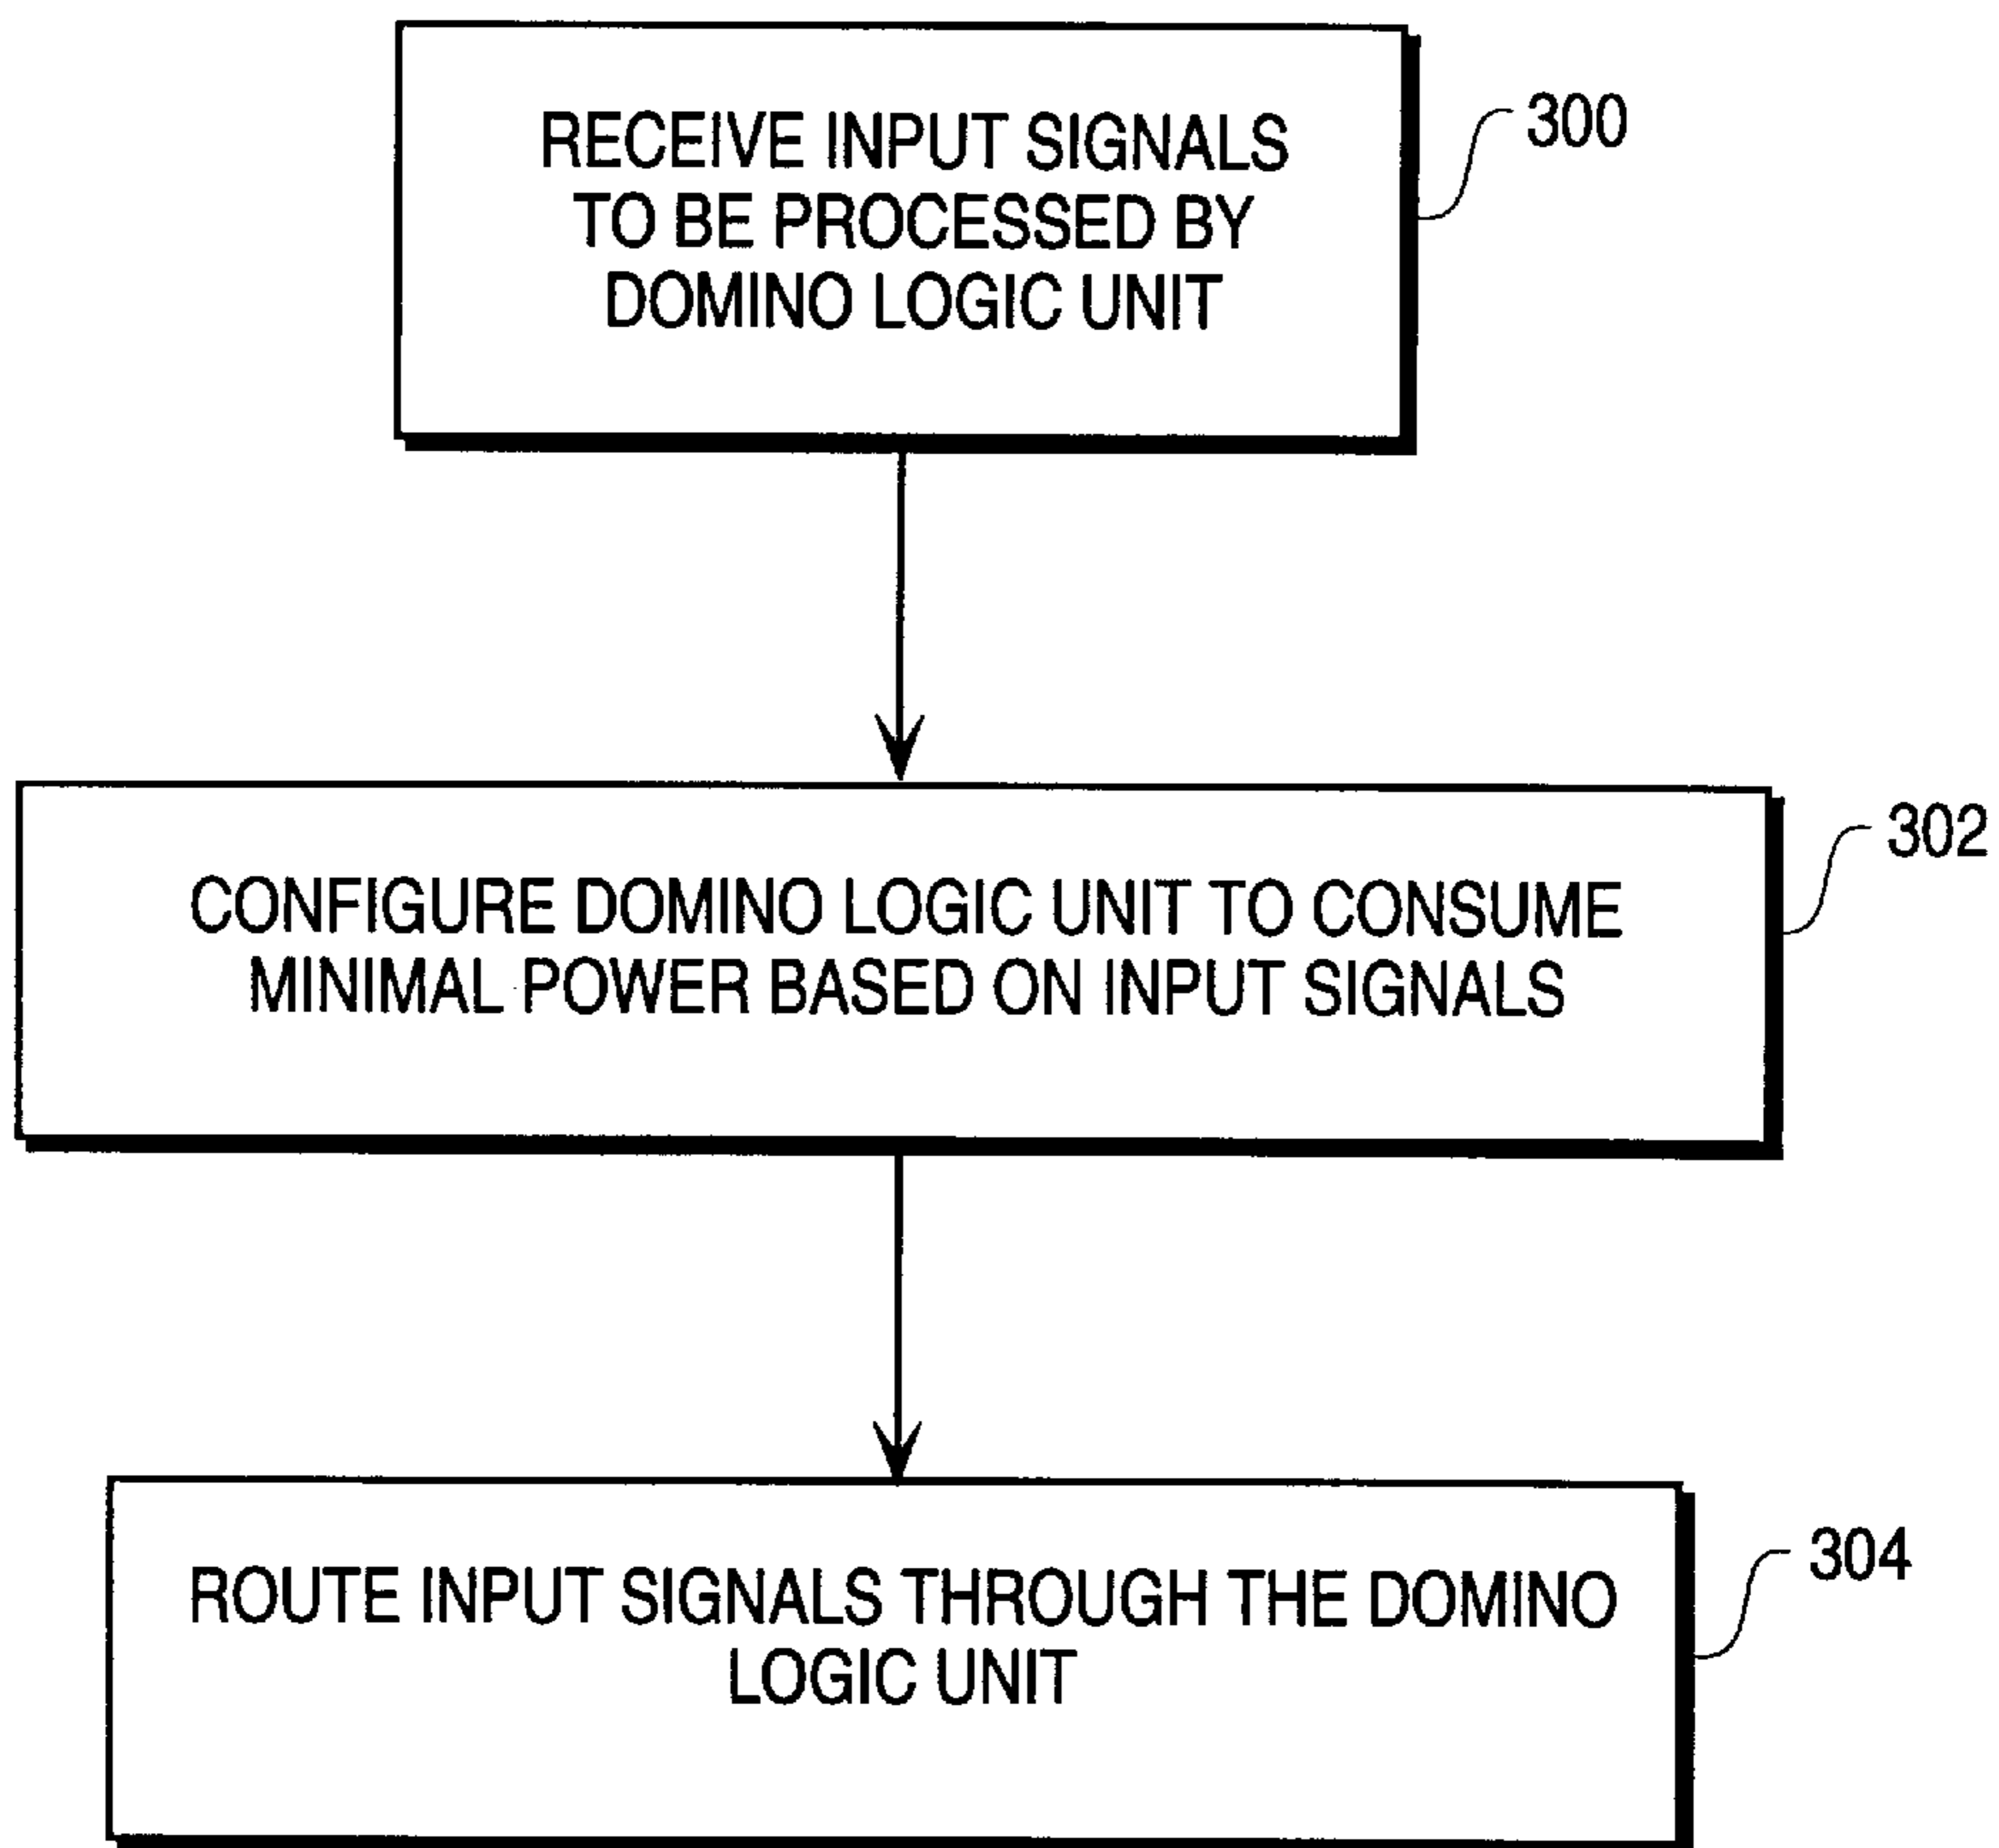 RECEIVE INPUT SIGNALS
TO BE PROCESSED BY
DOMINO LOGIC UNIT
300
CONFIGURE DOMINO LOGIC UNIT TO CONSUME
MINIMAL POWER BASED ON INPUT SIGNALS
302
ROUTE INPUT SIGNALS THROUGH THE DOMINO
LOGIC UNIT
304